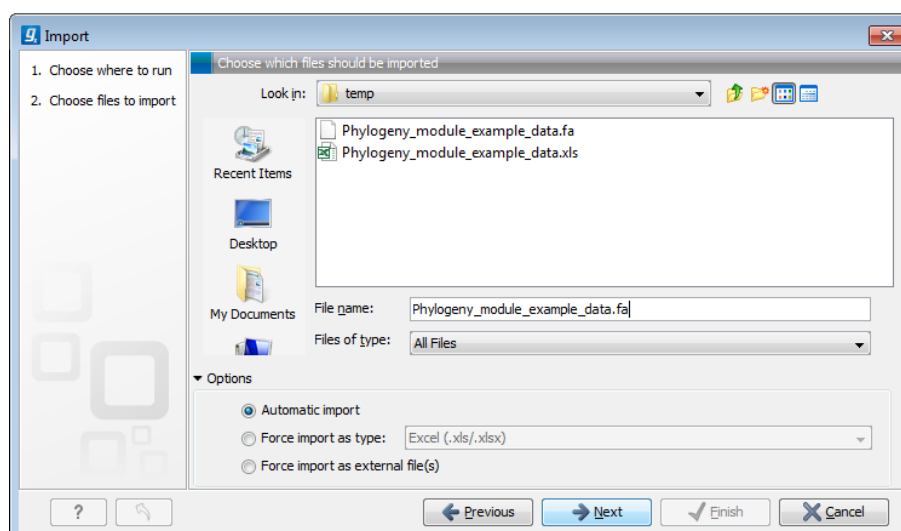 Import
1. Choose where to run
2. Choose files to import
Choose which files should be imported
Look in: temp
Phylogeny_module_example_data.fa
Phylogeny_module_example_data.xls
Recent Items
Desktop
My Documents
File name: Phylogeny_module_example_data.fa
Files of type: All Files
Options
Automatic import
Force import as type: Excel (.xls/.xlsx)
Force import as external file(s)
? Previous Next Finish Cancel